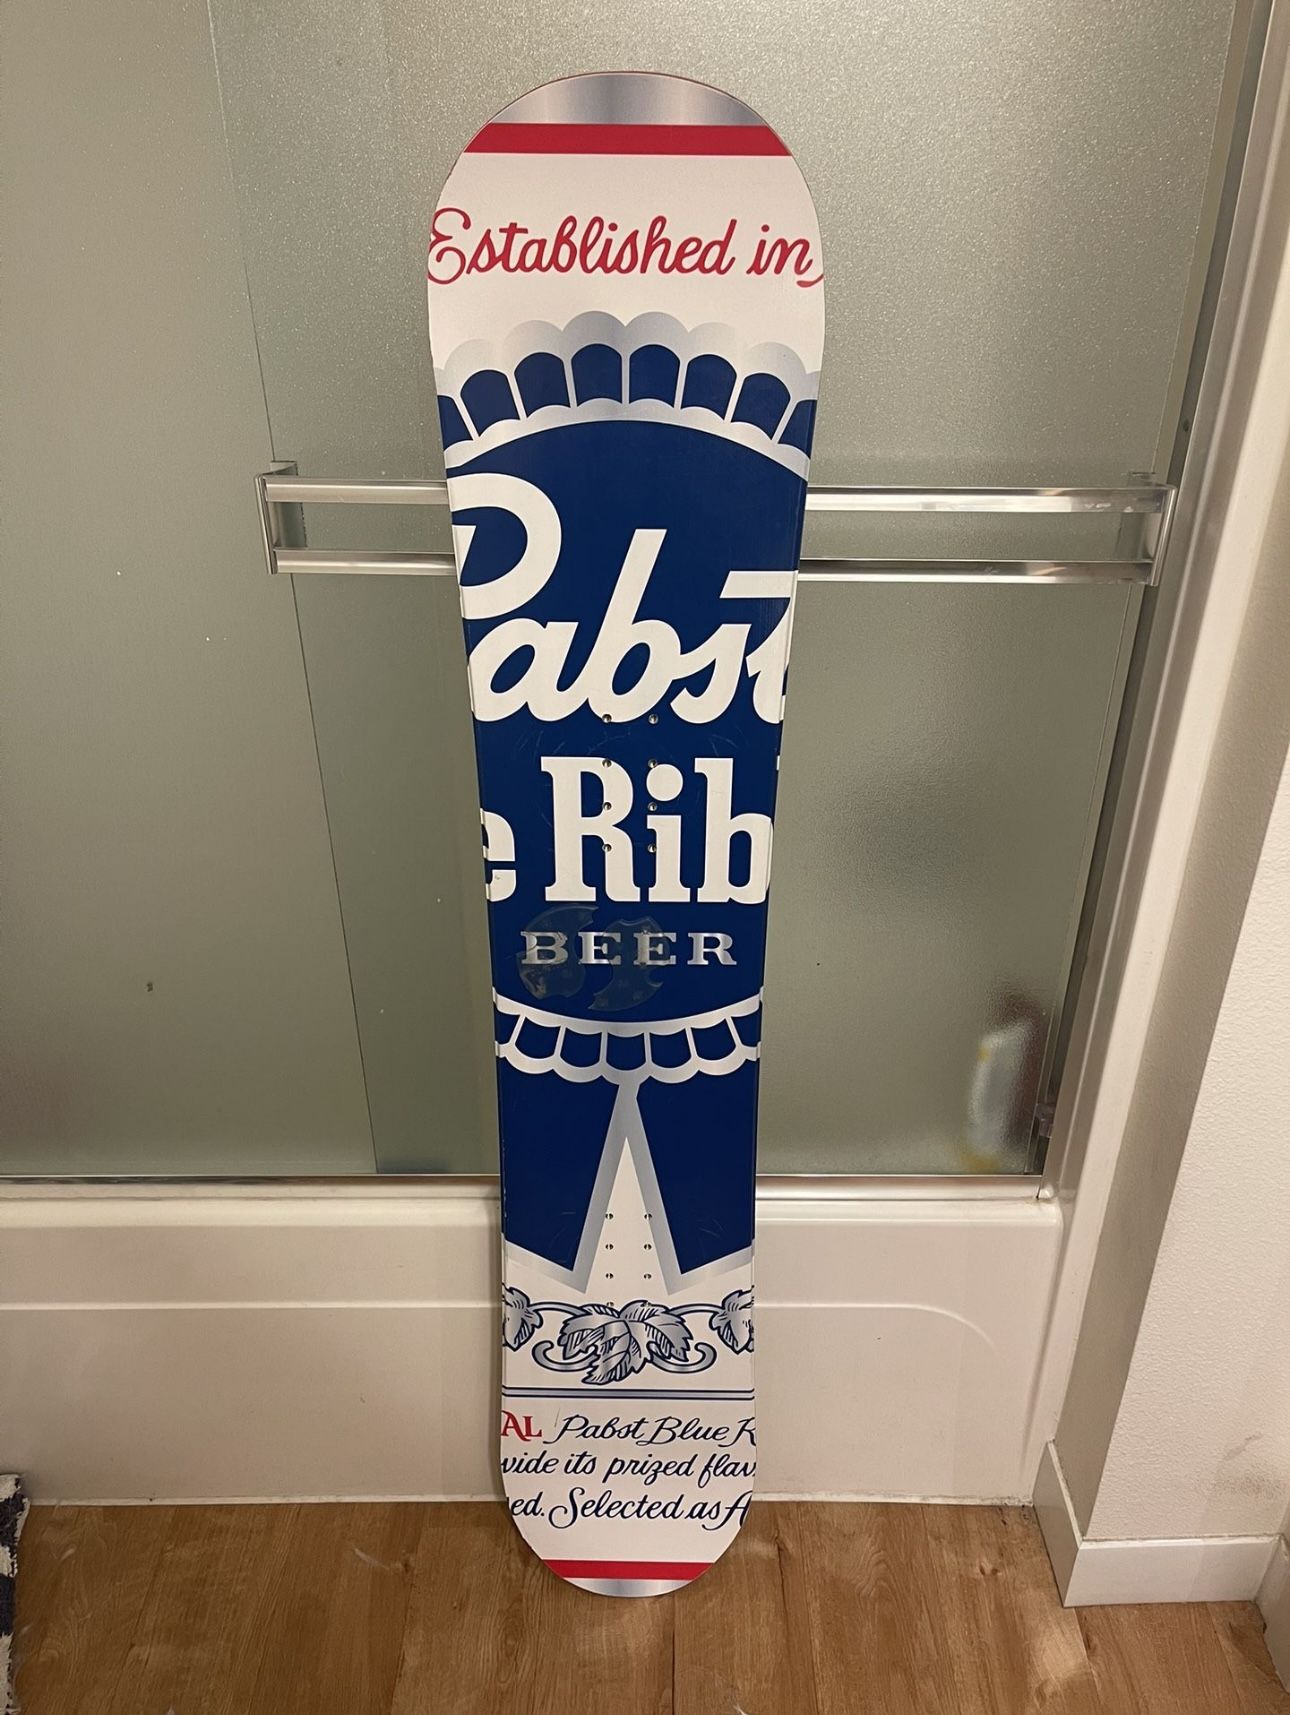 Established in
Pabst
e Rib
BEER
AL Pabst Blue R
vide its prized flav
ed. Selected as A